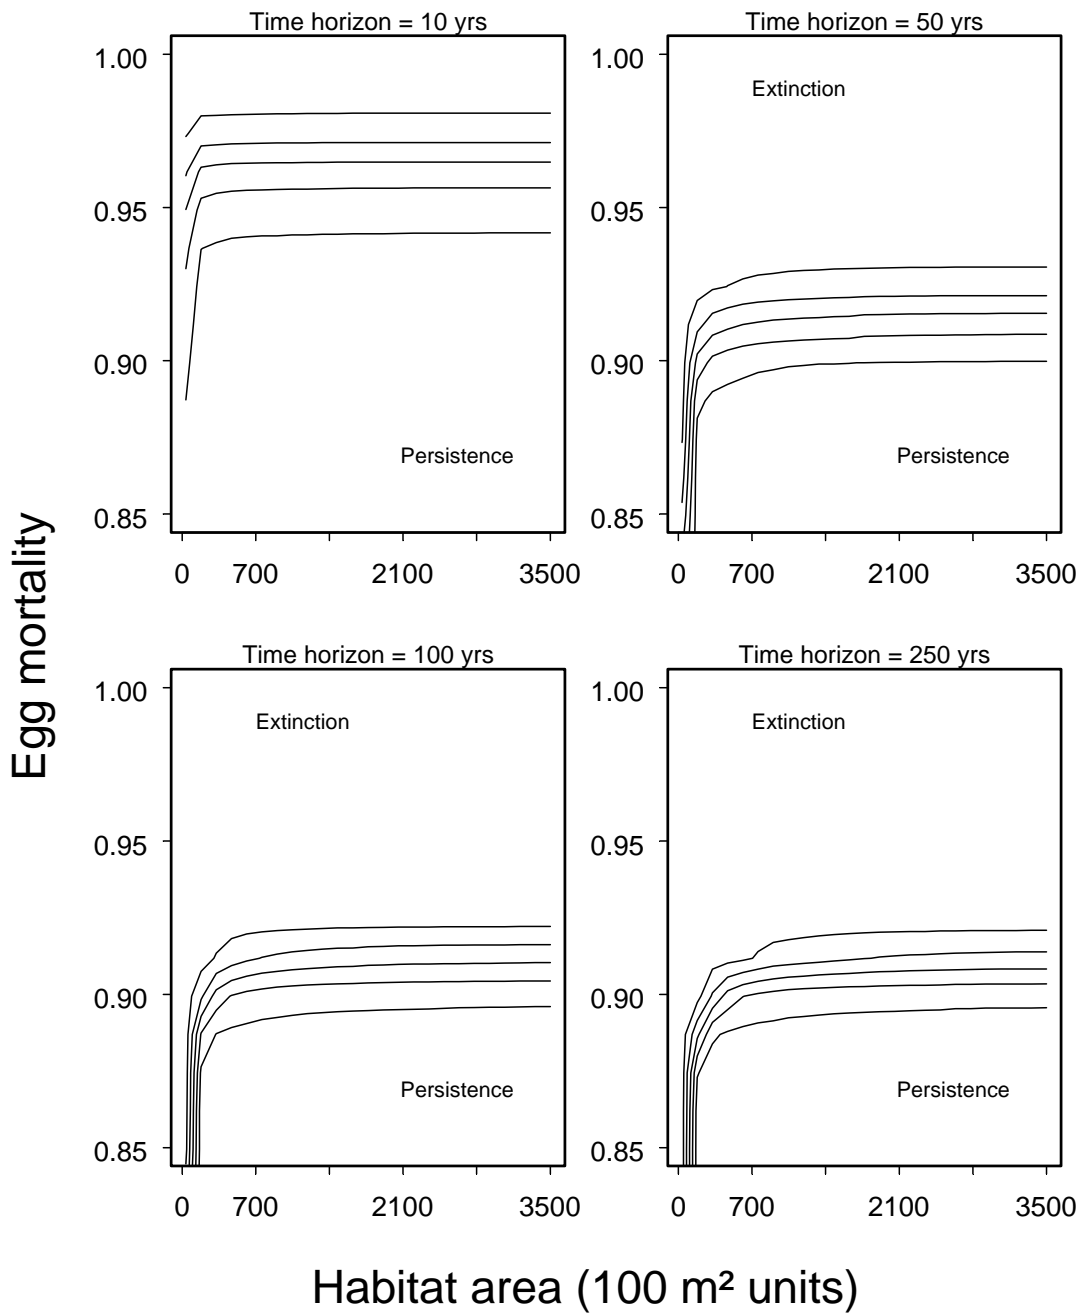 Time horizon = 10 yrs
Time horizon = 50 yrs
1.00
0.95
0.90
0.85
Persistence
0 700 2100 3500
1.00
0.95
0.90
0.85
Extinction
Persistence
0 700 2100 3500
Egg mortality
Time horizon = 100 yrs
Time horizon = 250 yrs
1.00
0.95
0.90
0.85
Extinction
Persistence
0 700 2100 3500
1.00
0.95
0.90
0.85
Extinction
Persistence
0 700 2100 3500
Habitat area (100 m² units)